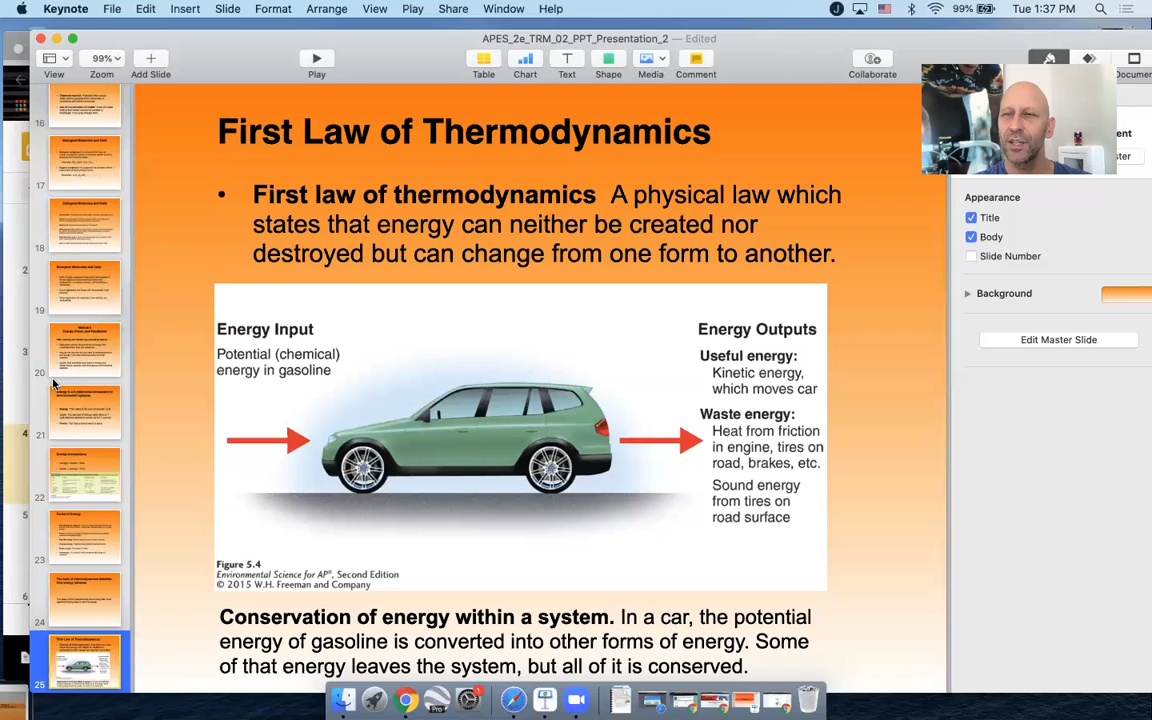 Keynote File Edit Insert Slide Format Arrange View Play Share Window Help 99% Tue 1:37 PM
APES_2e_TRM_02_PPT_Presentation_2 — Edited
99%
View Zoom Add Slide Play Table Chart Text Shape Media Comment Collaborate
First Law of Thermodynamics
• First law of thermodynamics A physical law which
states that energy can neither be created nor
destroyed but can change from one form to another.
Energy Input
Potential (chemical)
energy in gasoline
Energy Outputs
Useful energy:
Kinetic energy,
which moves car
Waste energy:
Heat from friction
in engine, tires on
road, brakes, etc.
Sound energy
from tires on
road surface
Figure 5.4
Environmental Science for AP®, Second Edition
© 2015 W.H. Freeman and Company
Conservation of energy within a system. In a car, the potential
energy of gasoline is converted into other forms of energy. Some
of that energy leaves the system, but all of it is conserved.
Appearance
Title
Body
Slide Number
Background
Edit Master Slide
16
17
18
19
20
21
22
23
24
25
2
3
4
5
6